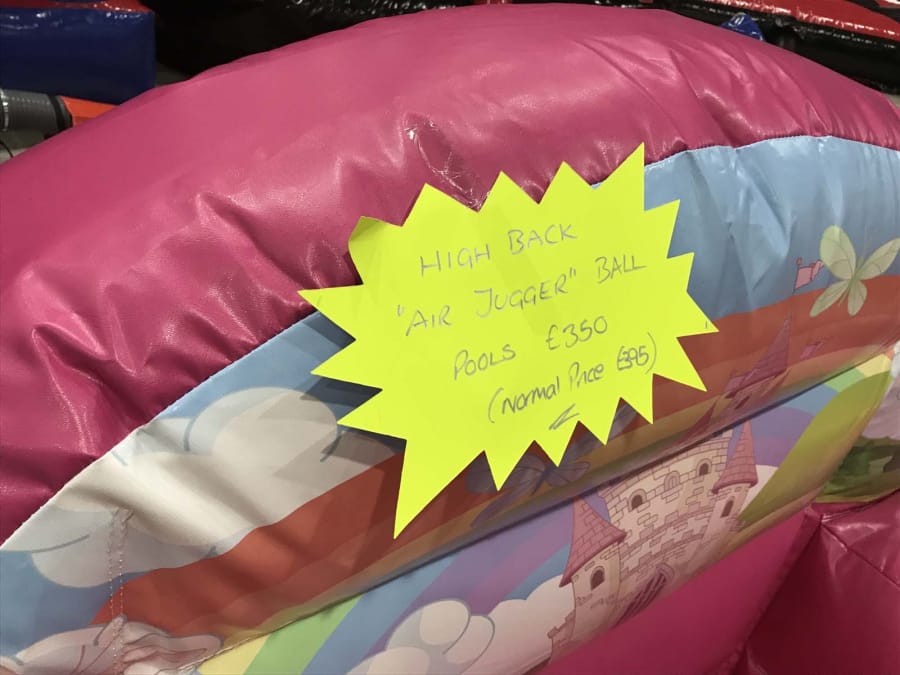 HIGH BACK
"AIR JUGGER" BALL
POOLS £350
(Normal Price £395)